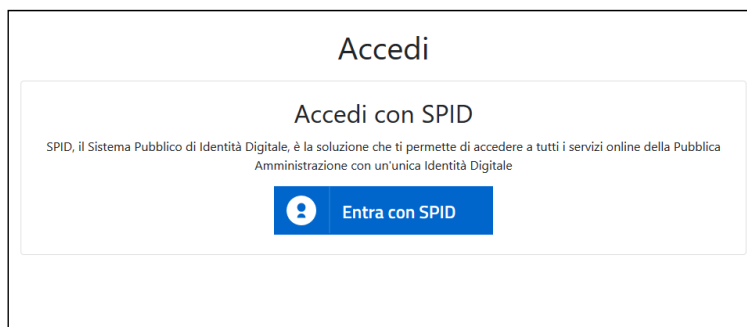 Accedi
Accedi con SPID
SPID, il Sistema Pubblico di Identità Digitale, è la soluzione che ti permette di accedere a tutti i servizi online della Pubblica
Amministrazione con un'unica Identità Digitale
Entra con SPID